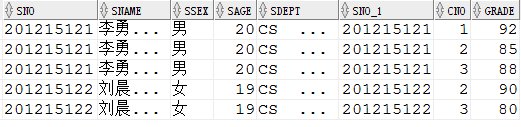 SNO SNAME SSEX SAGE SDEPT SNO_1 CNO GRADE
201215121 李勇... 男 20 CS ... 201215121 1 92
201215121 李勇... 男 20 CS ... 201215121 2 85
201215121 李勇... 男 20 CS ... 201215121 3 88
201215122 刘晨... 女 19 CS ... 201215122 2 90
201215122 刘晨... 女 19 CS ... 201215122 3 80